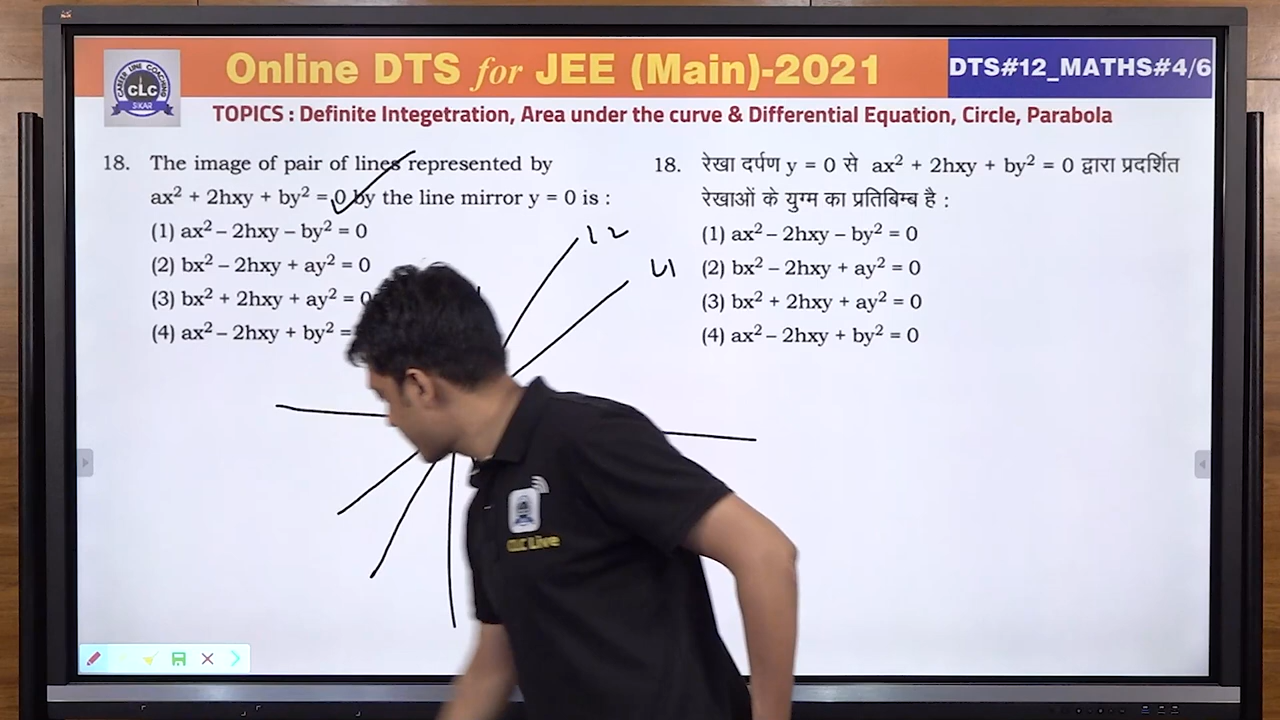 Online DTS for JEE (Main)-2021
DTS#12_MATHS#4/6
CAREER LINE COACHING
CLC
SIKAR
TOPICS : Definite Integetration, Area under the curve & Differential Equation, Circle, Parabola
18. The image of pair of lines represented by
ax² + 2hxy + by² = 0 by the line mirror y = 0 is :
(1) ax² – 2hxy – by² = 0
(2) bx² – 2hxy + ay² = 0
(3) bx² + 2hxy + ay² = 0
(4) ax² – 2hxy + by² =
18. रेखा दर्पण y = 0 से ax² + 2hxy + by² = 0 द्वारा प्रदर्शित
रेखाओं के युग्म का प्रतिबिम्ब है :
(1) ax² – 2hxy – by² = 0
(2) bx² – 2hxy + ay² = 0
(3) bx² + 2hxy + ay² = 0
(4) ax² – 2hxy + by² = 0
CLC Live